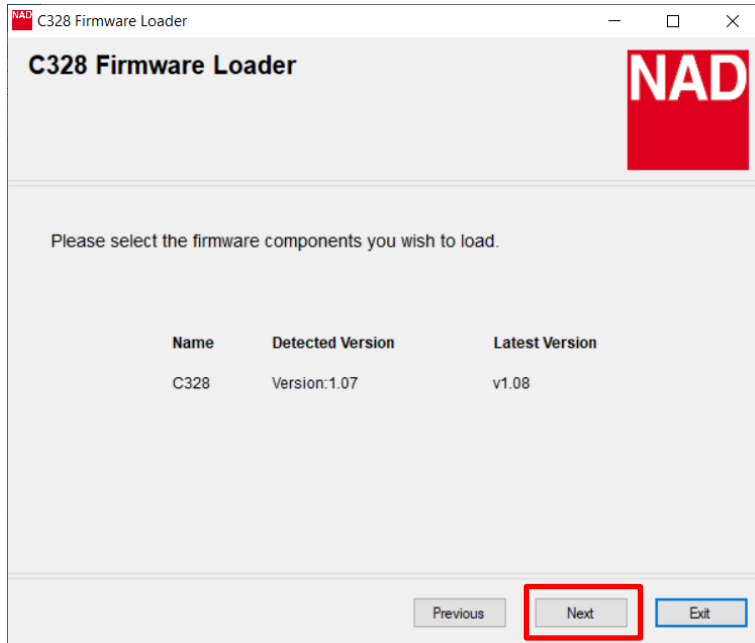 NAD C328 Firmware Loader
C328 Firmware Loader
NAD
Please select the firmware components you wish to load.
Name Detected Version Latest Version
C328 Version:1.07 v1.08
Previous Next Exit